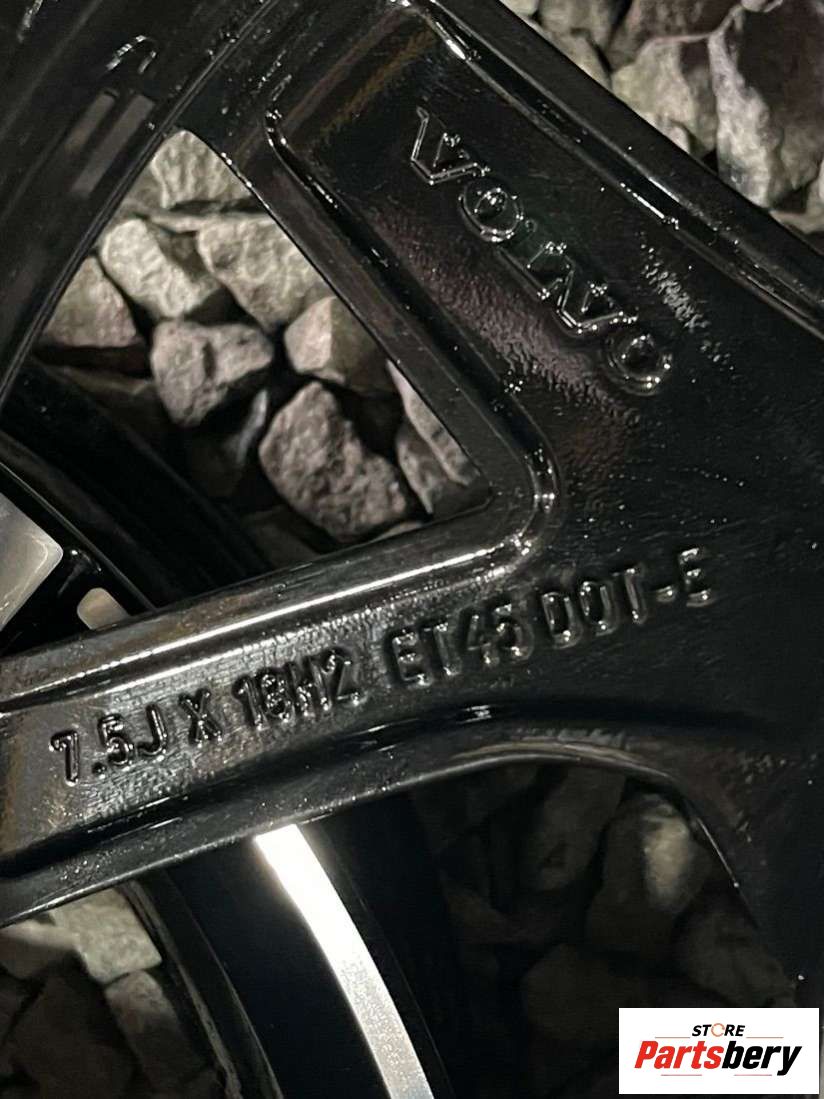 VOLVO
7.5J X 18H2 ET45 DOT-E
STORE
Partsbery